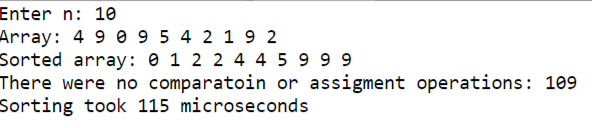 Enter n: 10
Array: 4 9 0 9 5 4 2 1 9 2
Sorted array: 0 1 2 2 4 4 5 9 9 9
There were no comparatoin or assigment operations: 109
Sorting took 115 microseconds